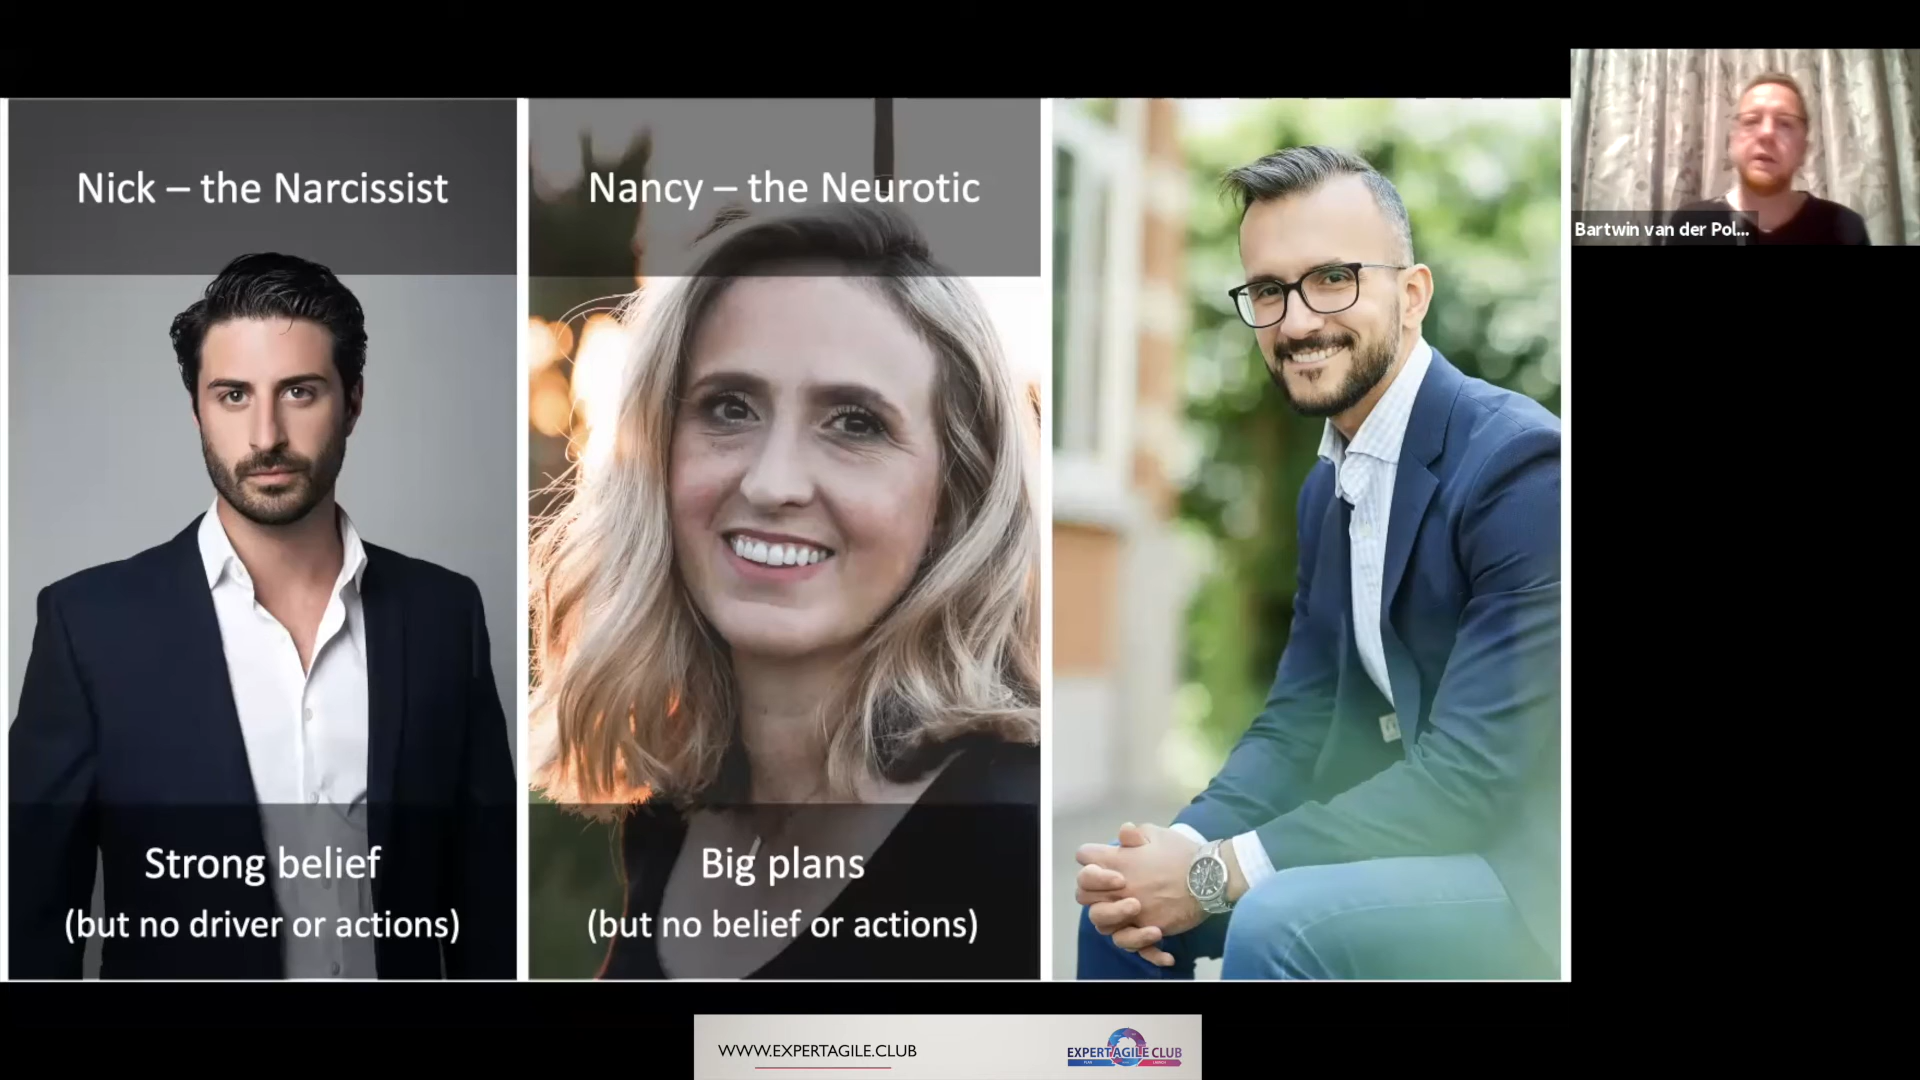 Nick – the Narcissist
Strong belief
(but no driver or actions)
Nancy – the Neurotic
Big plans
(but no belief or actions)
Bartwin van der Pol...
WWW.EXPERTAGILE.CLUB
EXPERTAGILE CLUB